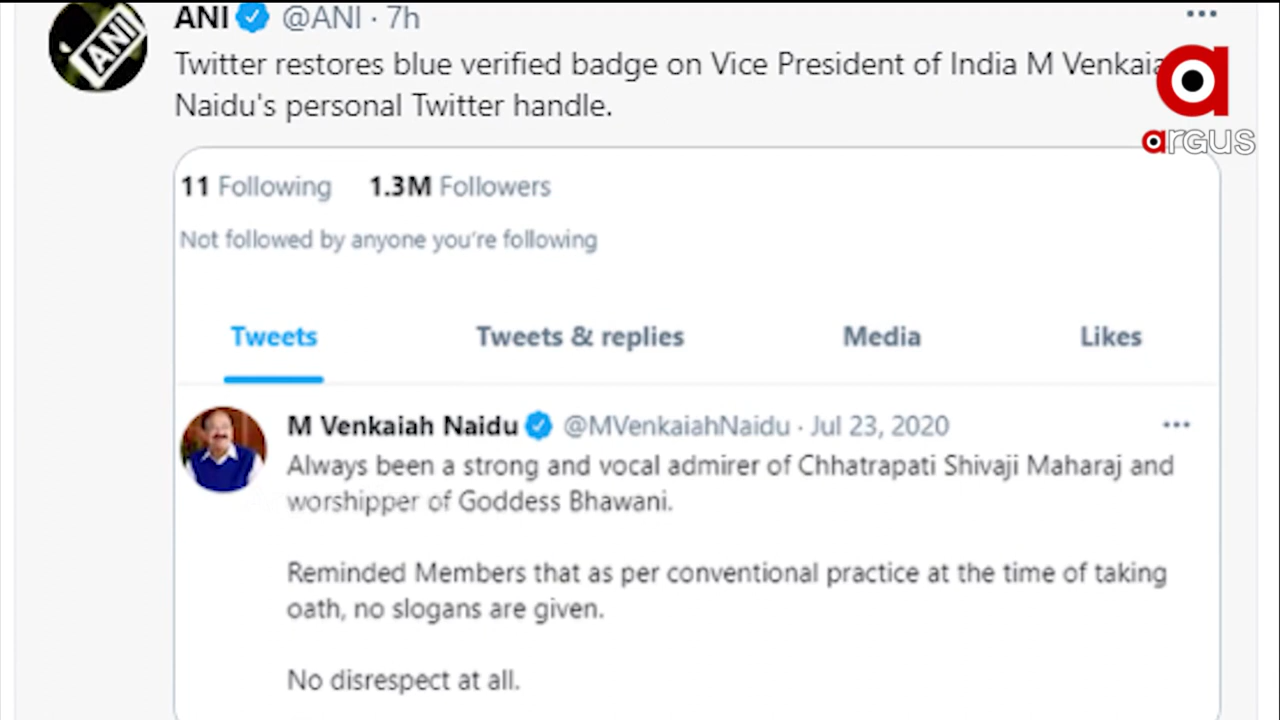 ANI @ANI · 7h
Twitter restores blue verified badge on Vice President of India M Venkaia
Naidu's personal Twitter handle.
argus
11 Following 1.3M Followers
Not followed by anyone you're following
Tweets Tweets & replies Media Likes
M Venkaiah Naidu @MVenkaiahNaidu · Jul 23, 2020
Always been a strong and vocal admirer of Chhatrapati Shivaji Maharaj and
worshipper of Goddess Bhawani.
Reminded Members that as per conventional practice at the time of taking
oath, no slogans are given.
No disrespect at all.